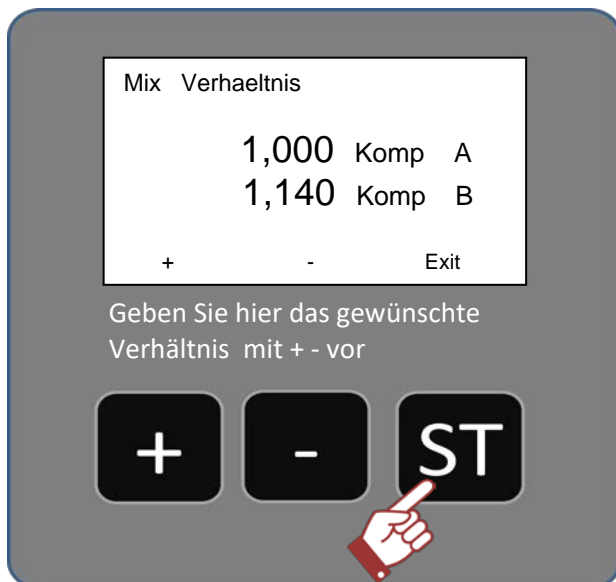 Mix Verhaeltnis
1,000 Komp A
1,140 Komp B
+ - Exit
Geben Sie hier das gewünschte
Verhältnis mit + - vor
+ - ST